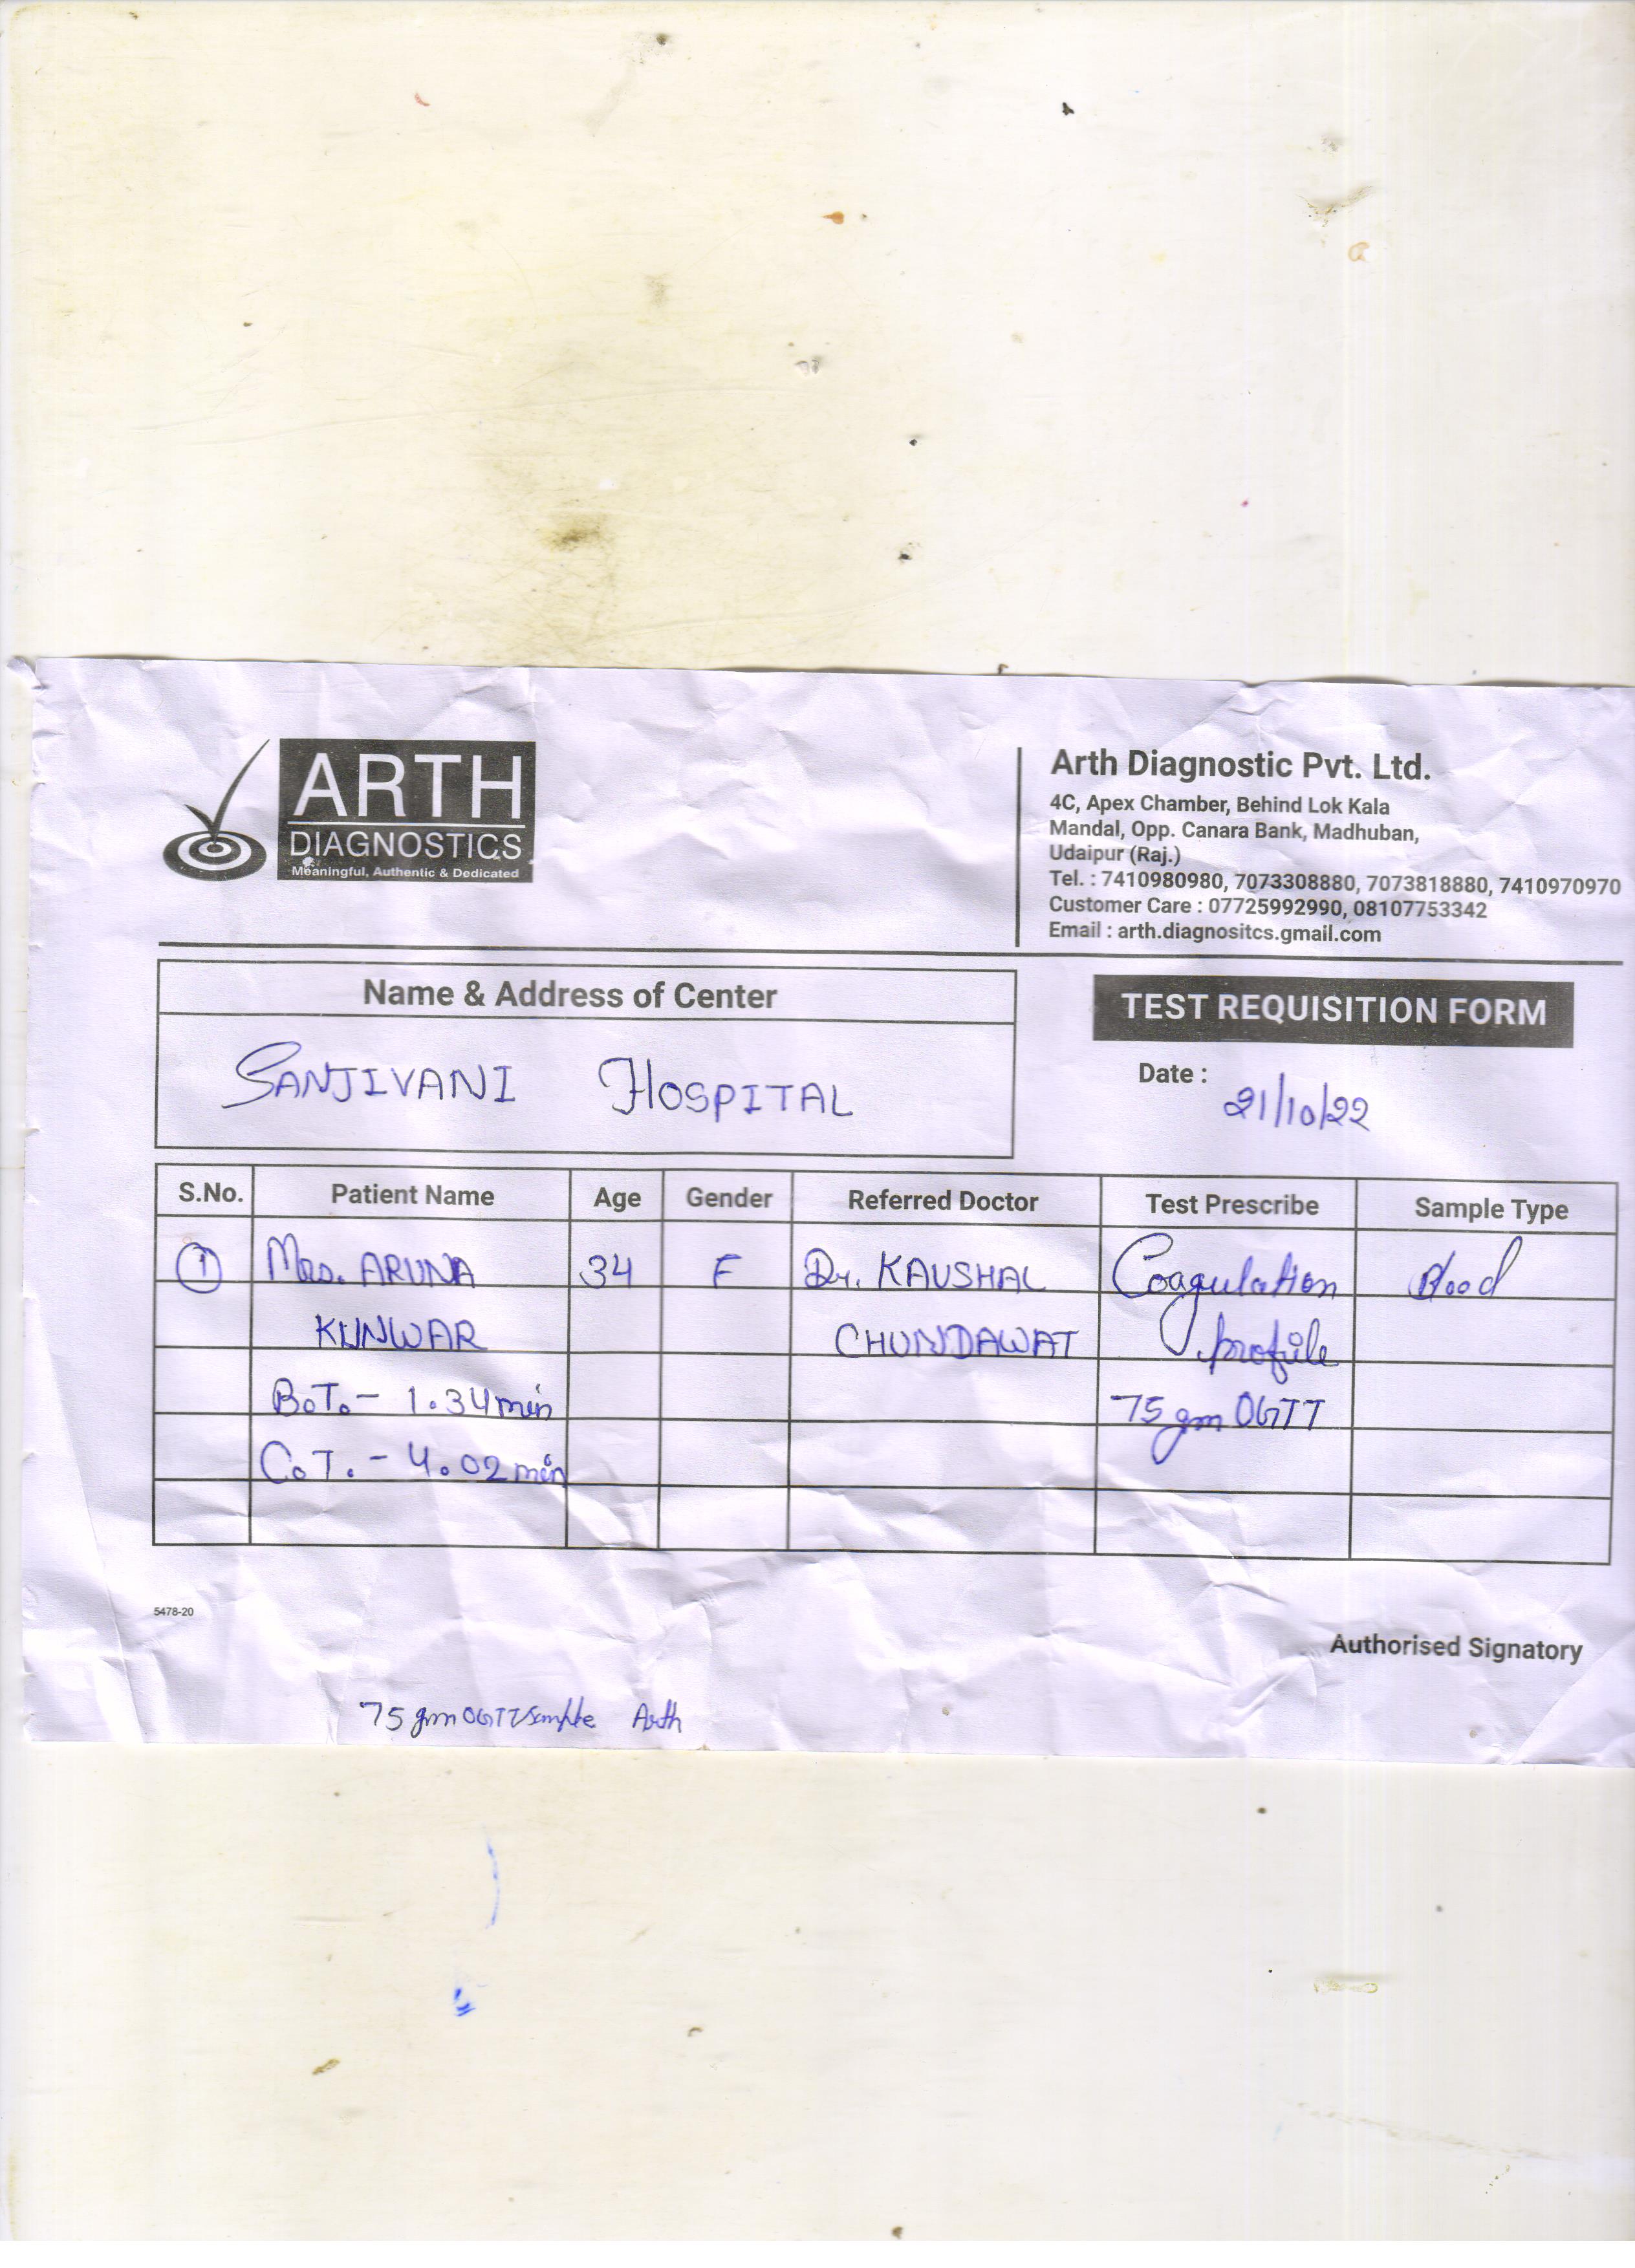 ARTH
DIAGNOSTICS
Meaningful, Authentic & Dedicated
Arth Diagnostic Pvt. Ltd.
4C, Apex Chamber, Behind Lok Kala
Mandal, Opp. Canara Bank, Madhuban,
Udaipur (Raj.)
Tel. : 7410980980, 7073308880, 7073818880, 7410970970
Customer Care : 07725992990, 08107753342
Email : arth.diagnositcs.gmail.com
Name & Address of Center
SANJIVANI HOSPITAL
TEST REQUISITION FORM
Date : 21/10/22
S.No. Patient Name Age Gender Referred Doctor Test Prescribe Sample Type
1 Mrs. ARUNA 34 F Dr. KAUSHAL Coagulation Blood
KUNWAR CHUNDAWAT profile
B.T. - 1.34 min 75 gm OGTT
C.T. - 4.02 min
5478-20
Authorised Signatory
75 gm OGTT Sample Arth